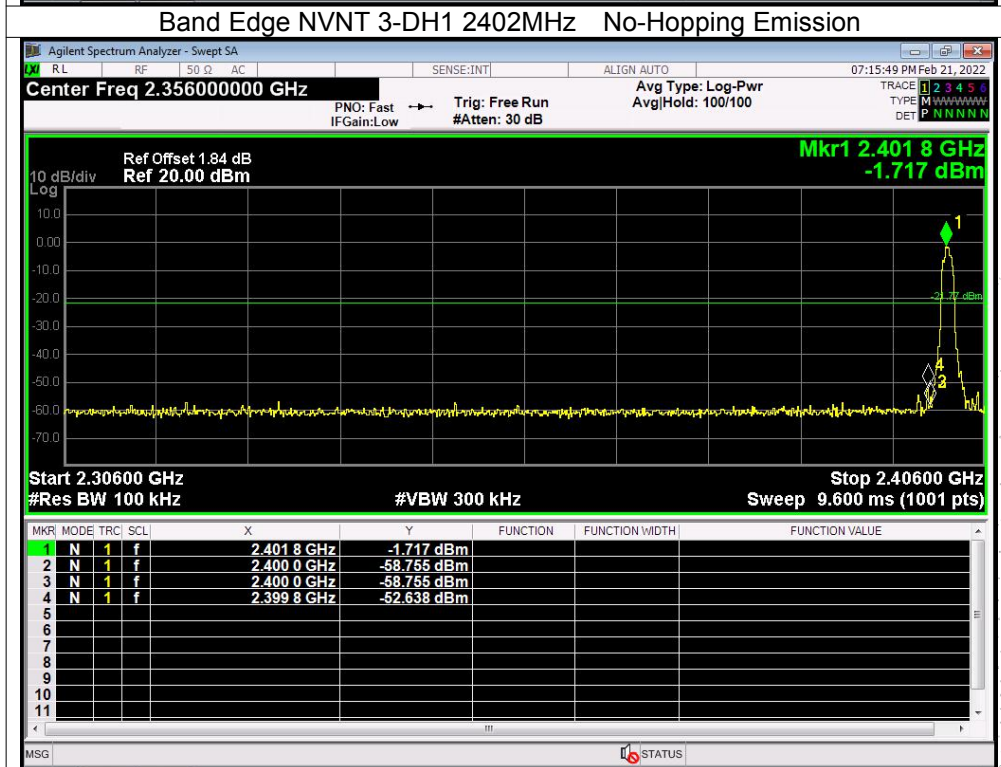 Band Edge NVNT 3-DH1 2402MHz No-Hopping Emission
Agilent Spectrum Analyzer - Swept SA
LXI RL RF 50 Ω AC SENSE:INT ALIGN AUTO 07:15:49 PM Feb 21, 2022
Center Freq 2.356000000 GHz
PNO: Fast
IFGain:Low
Trig: Free Run
#Atten: 30 dB
Avg Type: Log-Pwr
Avg|Hold: 100/100
TRACE 1 2 3 4 5 6
TYPE M WWWWW
DET P N N N N N
Mkr1 2.401 8 GHz
-1.717 dBm
Ref Offset 1.84 dB
10 dB/div Ref 20.00 dBm
Log
10.0
0.00
-10.0
-20.0
-30.0
-40.0
-50.0
-60.0
-70.0
1
-21.77 dBm
4
3
Start 2.30600 GHz Stop 2.40600 GHz
#Res BW 100 kHz #VBW 300 kHz Sweep 9.600 ms (1001 pts)
MKR MODE TRC SCL X Y FUNCTION FUNCTION WIDTH FUNCTION VALUE
1 N 1 f 2.401 8 GHz -1.717 dBm
2 N 1 f 2.400 0 GHz -58.755 dBm
3 N 1 f 2.400 0 GHz -58.755 dBm
4 N 1 f 2.399 8 GHz -52.638 dBm
5
6
7
8
9
10
11
MSG STATUS